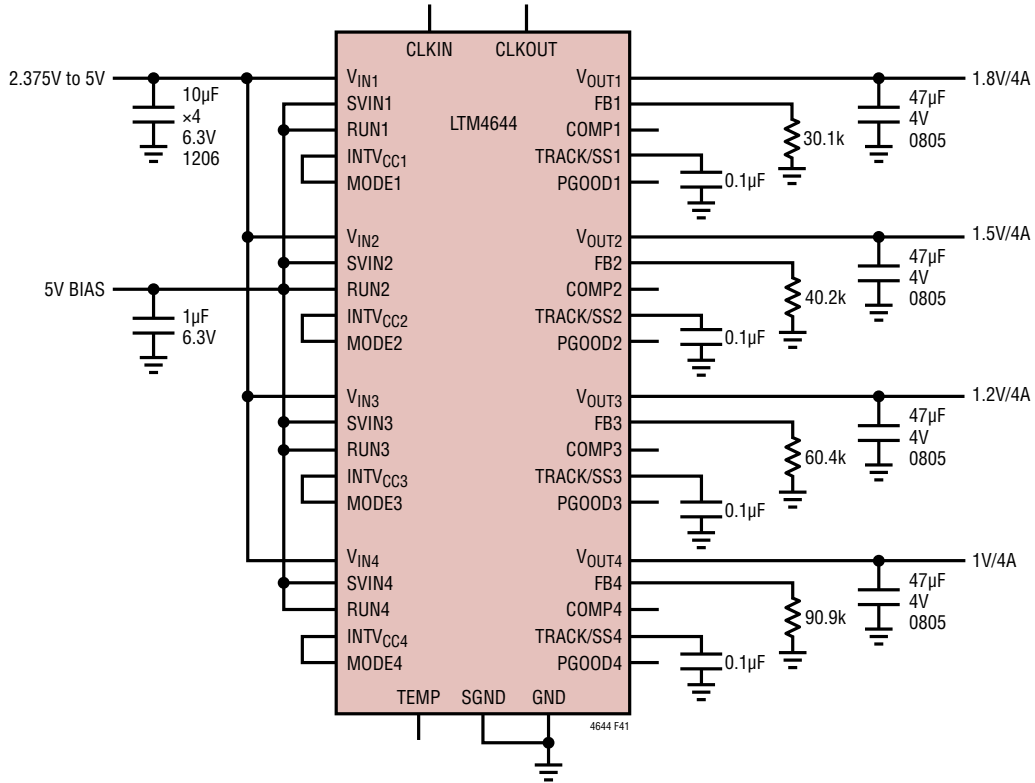 CLKIN CLKOUT
LTM4644
2.375V to 5V
10µF
×4
6.3V
1206
5V BIAS
1µF
6.3V
VIN1
SVIN1
RUN1
INTVCC1
MODE1
VIN2
SVIN2
RUN2
INTVCC2
MODE2
VIN3
SVIN3
RUN3
INTVCC3
MODE3
VIN4
SVIN4
RUN4
INTVCC4
MODE4
VOUT1
FB1
COMP1
TRACK/SS1
PGOOD1
VOUT2
FB2
COMP2
TRACK/SS2
PGOOD2
VOUT3
FB3
COMP3
TRACK/SS3
PGOOD3
VOUT4
FB4
COMP4
TRACK/SS4
PGOOD4
1.8V/4A
47µF
4V
0805
30.1k
0.1µF
1.5V/4A
47µF
4V
0805
40.2k
0.1µF
1.2V/4A
47µF
4V
0805
60.4k
0.1µF
1V/4A
47µF
4V
0805
90.9k
0.1µF
TEMP SGND GND
4644 F41